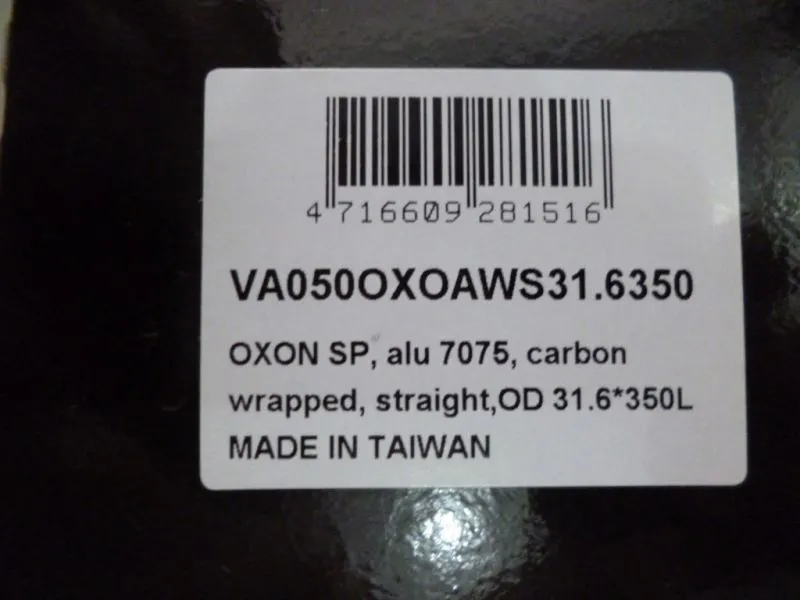 4 716609 281516
VA050OXOAWS31.6350
OXON SP, alu 7075, carbon
wrapped, straight,OD 31.6*350L
MADE IN TAIWAN